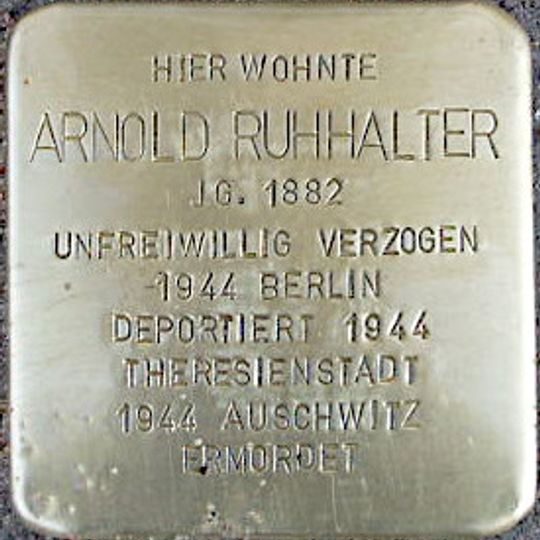 HIER WOHNTE
ARNOLD RUHHALTER
JG. 1882
UNFREIWILLIG VERZOGEN
1944 BERLIN
DEPORTIERT 1944
THERESIENSTADT
1944 AUSCHWITZ
ERMORDET